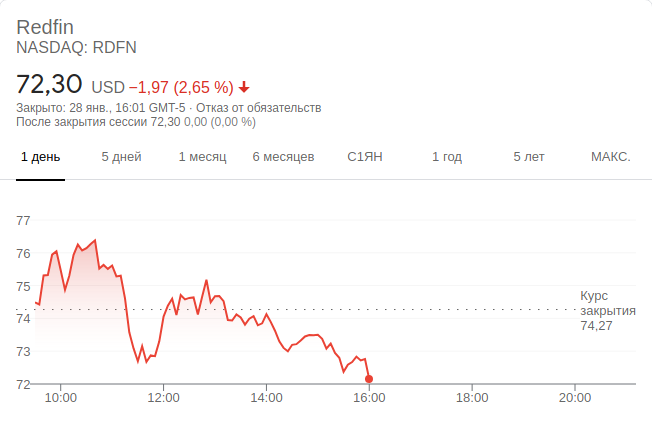 Redfin
NASDAQ: RDFN
72,30 USD −1,97 (2,65 %)
Закрыто: 28 янв., 16:01 GMT-5 · Отказ от обязательств
После закрытия сессии 72,30 0,00 (0,00 %)
1 день 5 дней 1 месяц 6 месяцев С1ЯН 1 год 5 лет МАКС.
77
76
75
74
73
72
Курс
закрытия
74,27
10:00 12:00 14:00 16:00 18:00 20:00